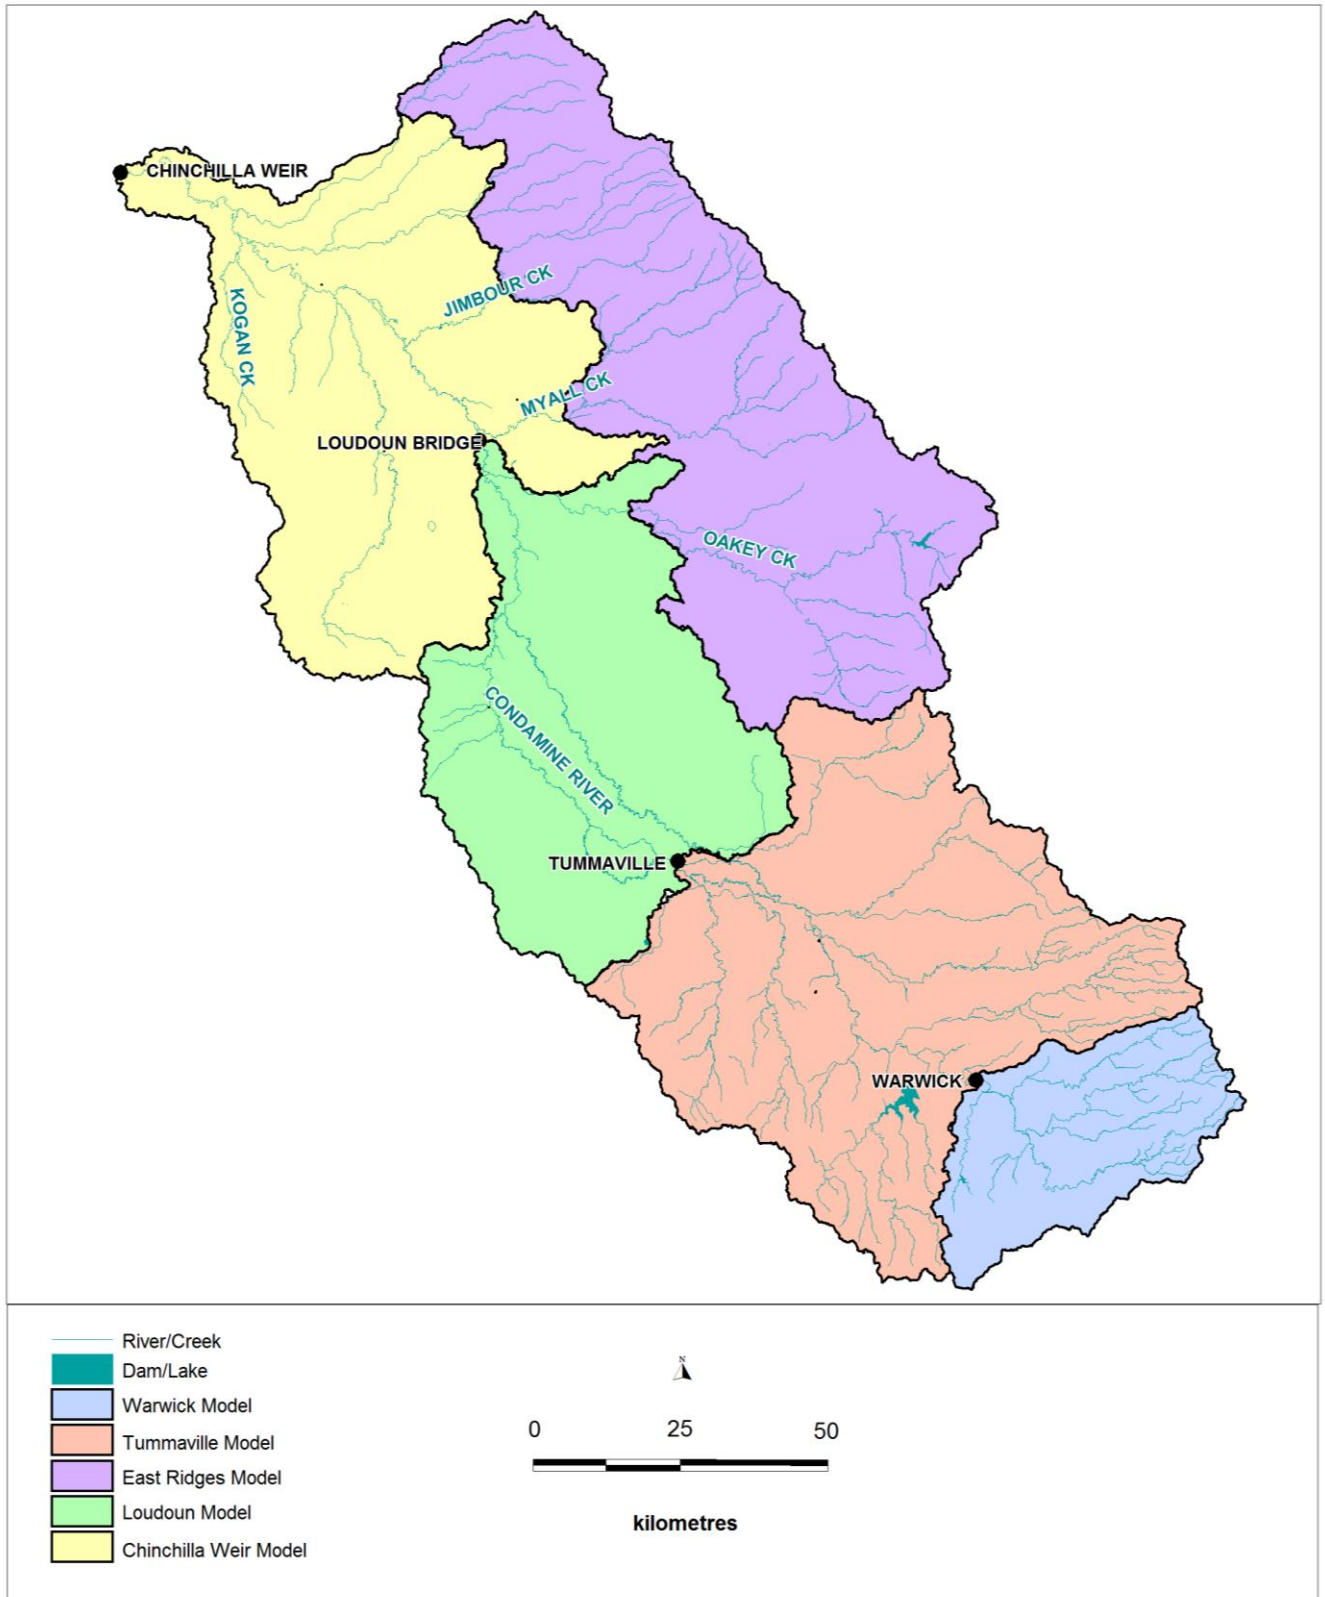 CHINCHILLA WEIR
JIMBOUR CK
KOGAN CK
MYALL CK
LOUDOUN BRIDGE
OAKEY CK
CONDAMINE RIVER
TUMMAVILLE
WARWICK
River/Creek
Dam/Lake
Warwick Model
Tummaville Model
East Ridges Model
Loudoun Model
Chinchilla Weir Model
N
0 25 50
kilometres